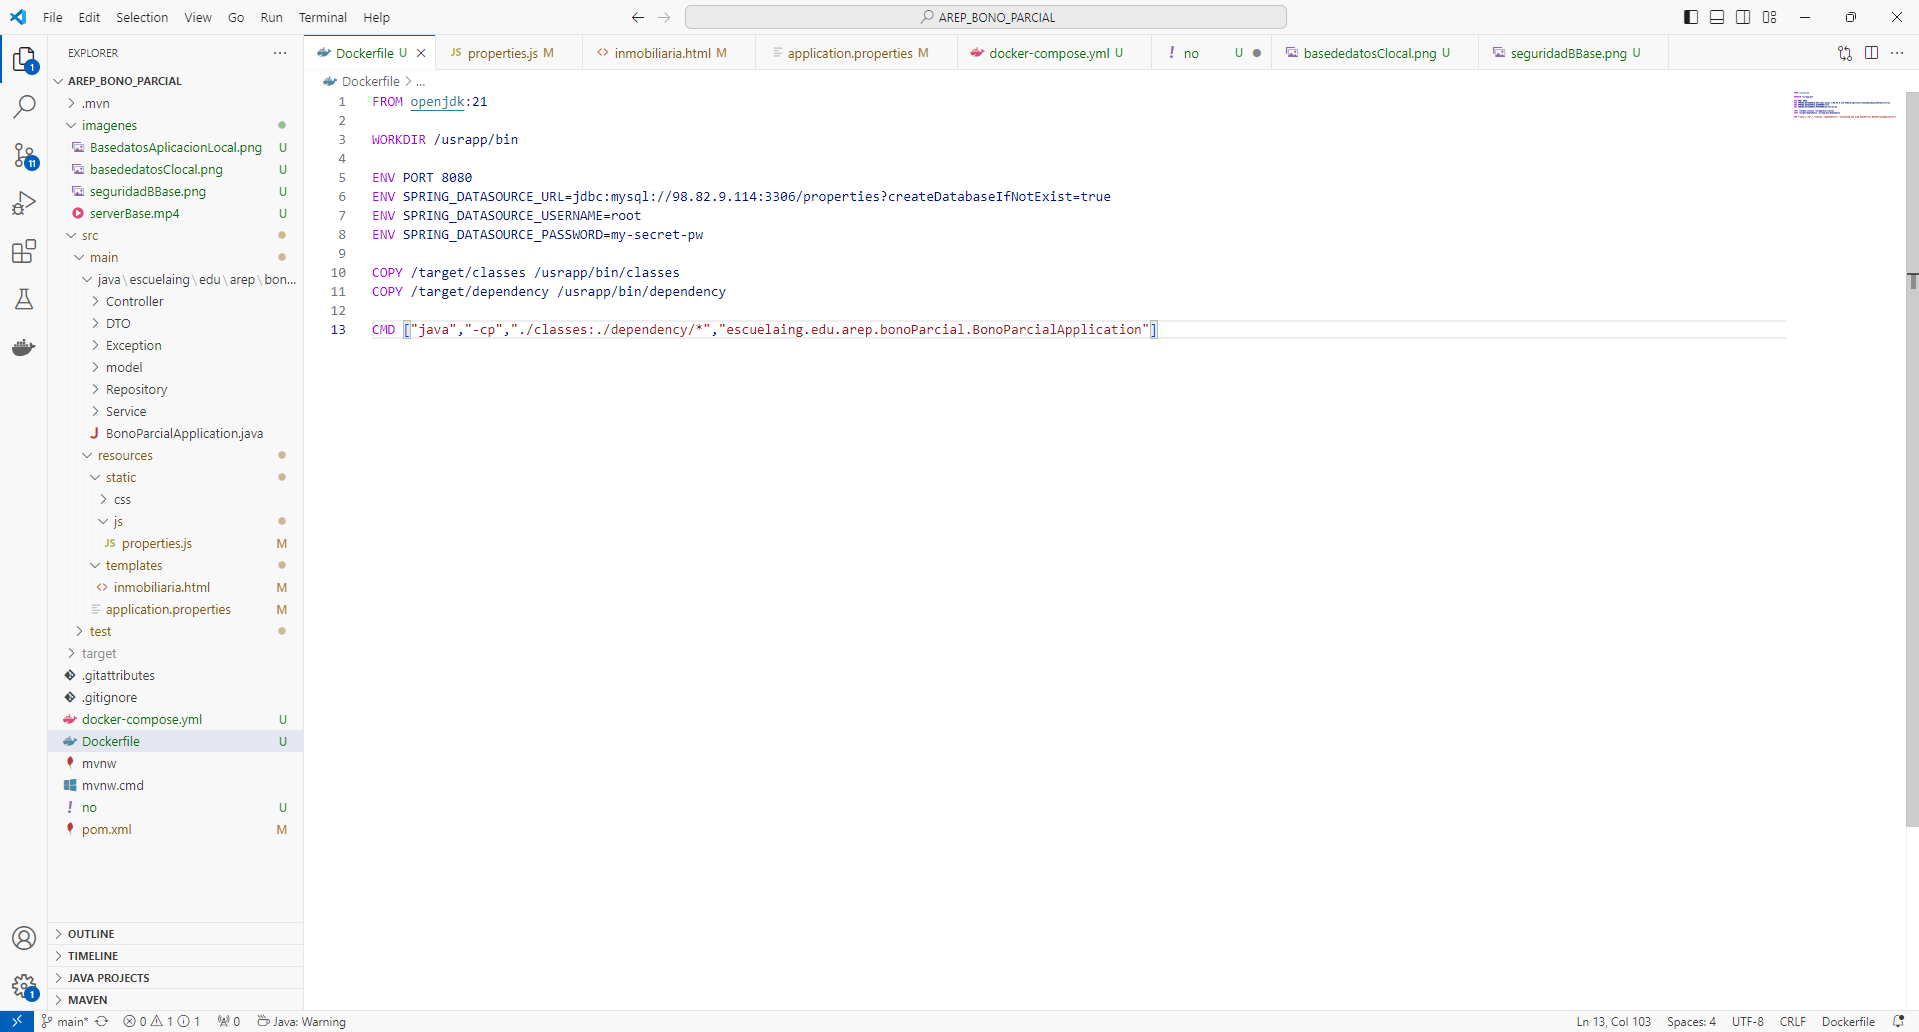 File Edit Selection View Go Run Terminal Help
AREP_BONO_PARCIAL
EXPLORER
AREP_BONO_PARCIAL
.mvn
imagenes
BasedatosAplicacionLocal.png U
basededatosClocal.png U
seguridadBBase.png U
serverBase.mp4 U
src
main
java\escuelaing\edu\arep\bon...
Controller
DTO
Exception
model
Repository
Service
J BonoParcialApplication.java
resources
static
css
js
JS properties.js M
templates
<> inmobiliaria.html M
application.properties M
test
target
.gitattributes
.gitignore
docker-compose.yml U
Dockerfile U
mvnw
mvnw.cmd
! no U
pom.xml M
OUTLINE
TIMELINE
JAVA PROJECTS
MAVEN
1
11
1
Dockerfile U
JS properties.js M
<> inmobiliaria.html M
application.properties M
docker-compose.yml U
! no U
basededatosClocal.png U
seguridadBBase.png U
Dockerfile > ...
1 FROM openjdk:21
2
3 WORKDIR /usrapp/bin
4
5 ENV PORT 8080
6 ENV SPRING_DATASOURCE_URL=jdbc:mysql://98.82.9.114:3306/properties?createDatabaseIfNotExist=true
7 ENV SPRING_DATASOURCE_USERNAME=root
8 ENV SPRING_DATASOURCE_PASSWORD=my-secret-pw
9
10 COPY /target/classes /usrapp/bin/classes
11 COPY /target/dependency /usrapp/bin/dependency
12
13 CMD ["java","-cp","./classes:./dependency/*","escuelaing.edu.arep.bonoParcial.BonoParcialApplication"]
main* 0 1 1 0 Java: Warning
Ln 13, Col 103 Spaces: 4 UTF-8 CRLF Dockerfile